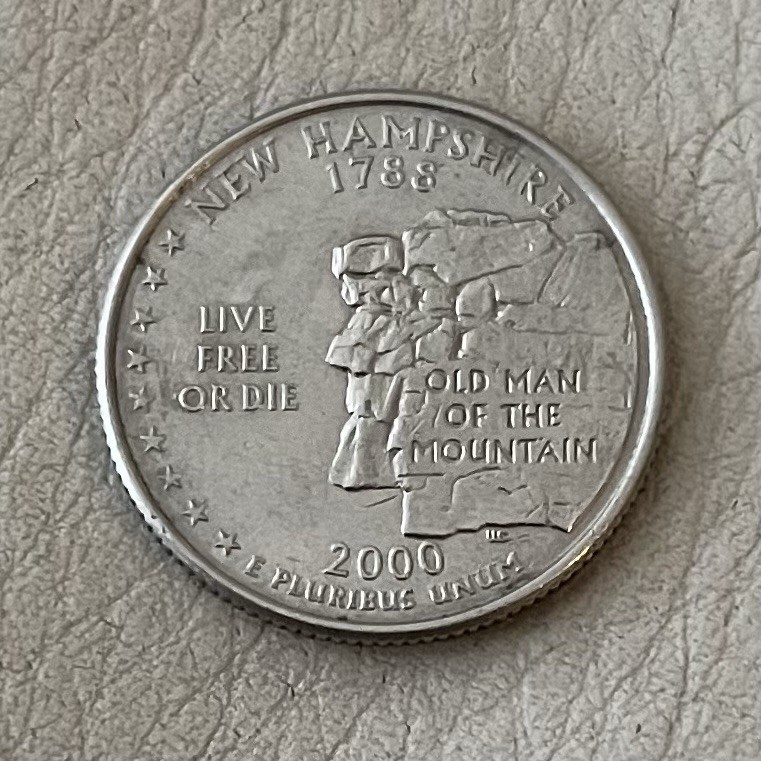 NEW HAMPSHIRE
1788
LIVE
FREE
OR DIE
OLD MAN
OF THE
MOUNTAIN
2000
E PLURIBUS UNUM